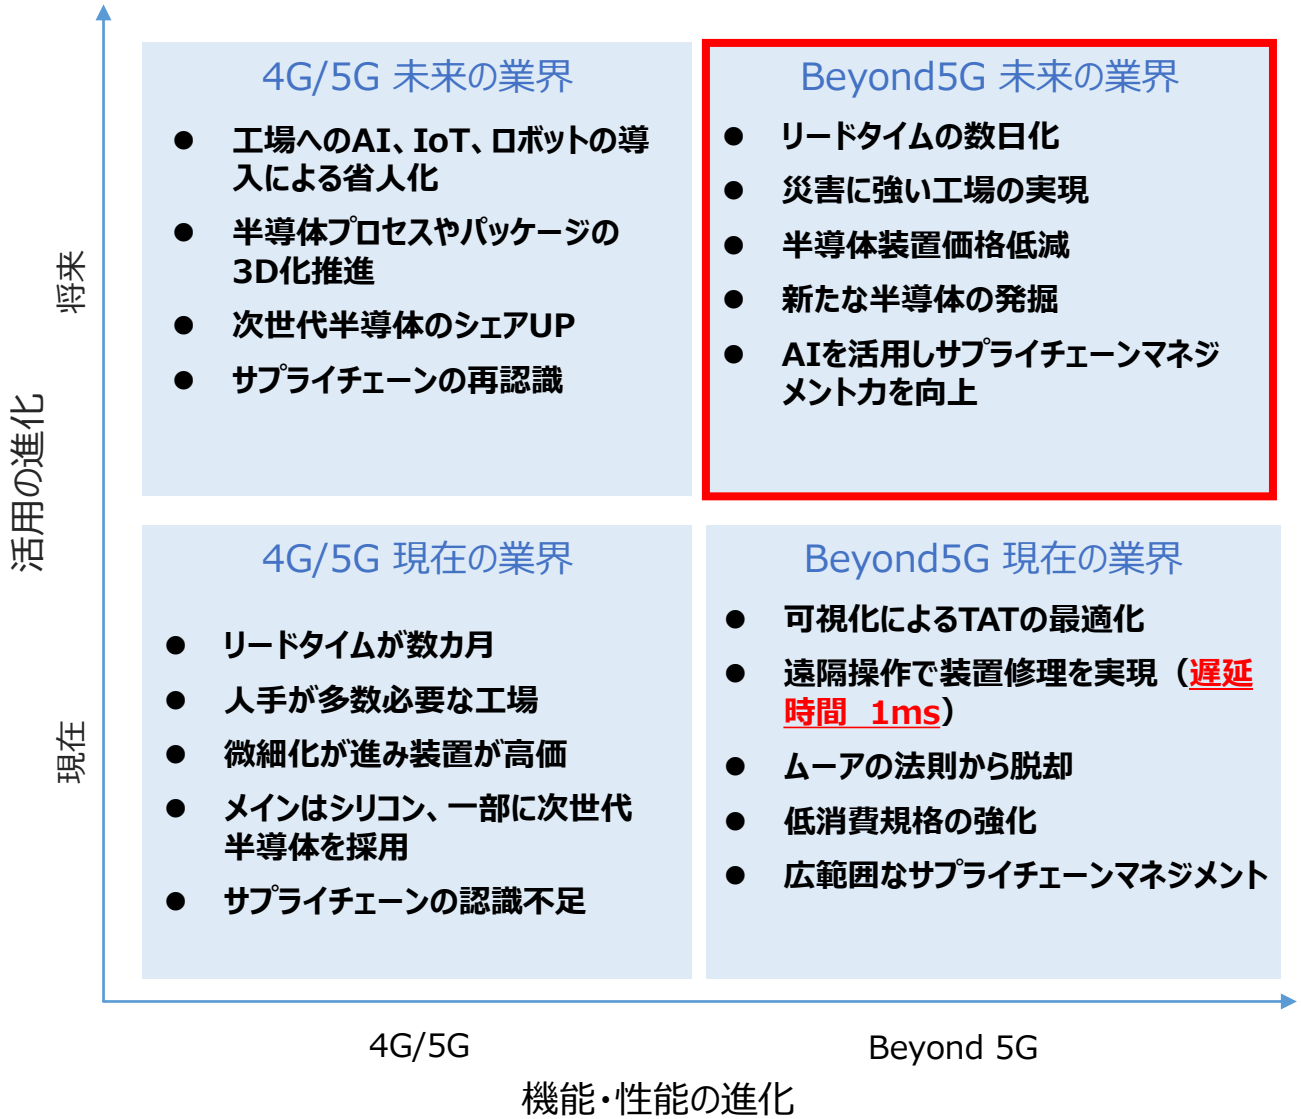 4G/5G 未来の業界
● 工場へのAI、IoT、ロボットの導
入による省人化
● 半導体プロセスやパッケージの
3D化推進
● 次世代半導体のシェアUP
● サプライチェーンの再認識
Beyond5G 未来の業界
● リードタイムの数日化
● 災害に強い工場の実現
● 半導体装置価格低減
● 新たな半導体の発掘
● AIを活用しサプライチェーンマネジ
メント力を向上
将来
活用の進化
現在
4G/5G 現在の業界
● リードタイムが数カ月
● 人手が多数必要な工場
● 微細化が進み装置が高価
● メインはシリコン、一部に次世代
半導体を採用
● サプライチェーンの認識不足
Beyond5G 現在の業界
● 可視化によるTATの最適化
● 遠隔操作で装置修理を実現（遅延
時間　1ms）
● ムーアの法則から脱却
● 低消費規格の強化
● 広範囲なサプライチェーンマネジメント
4G/5G
Beyond 5G
機能・性能の進化